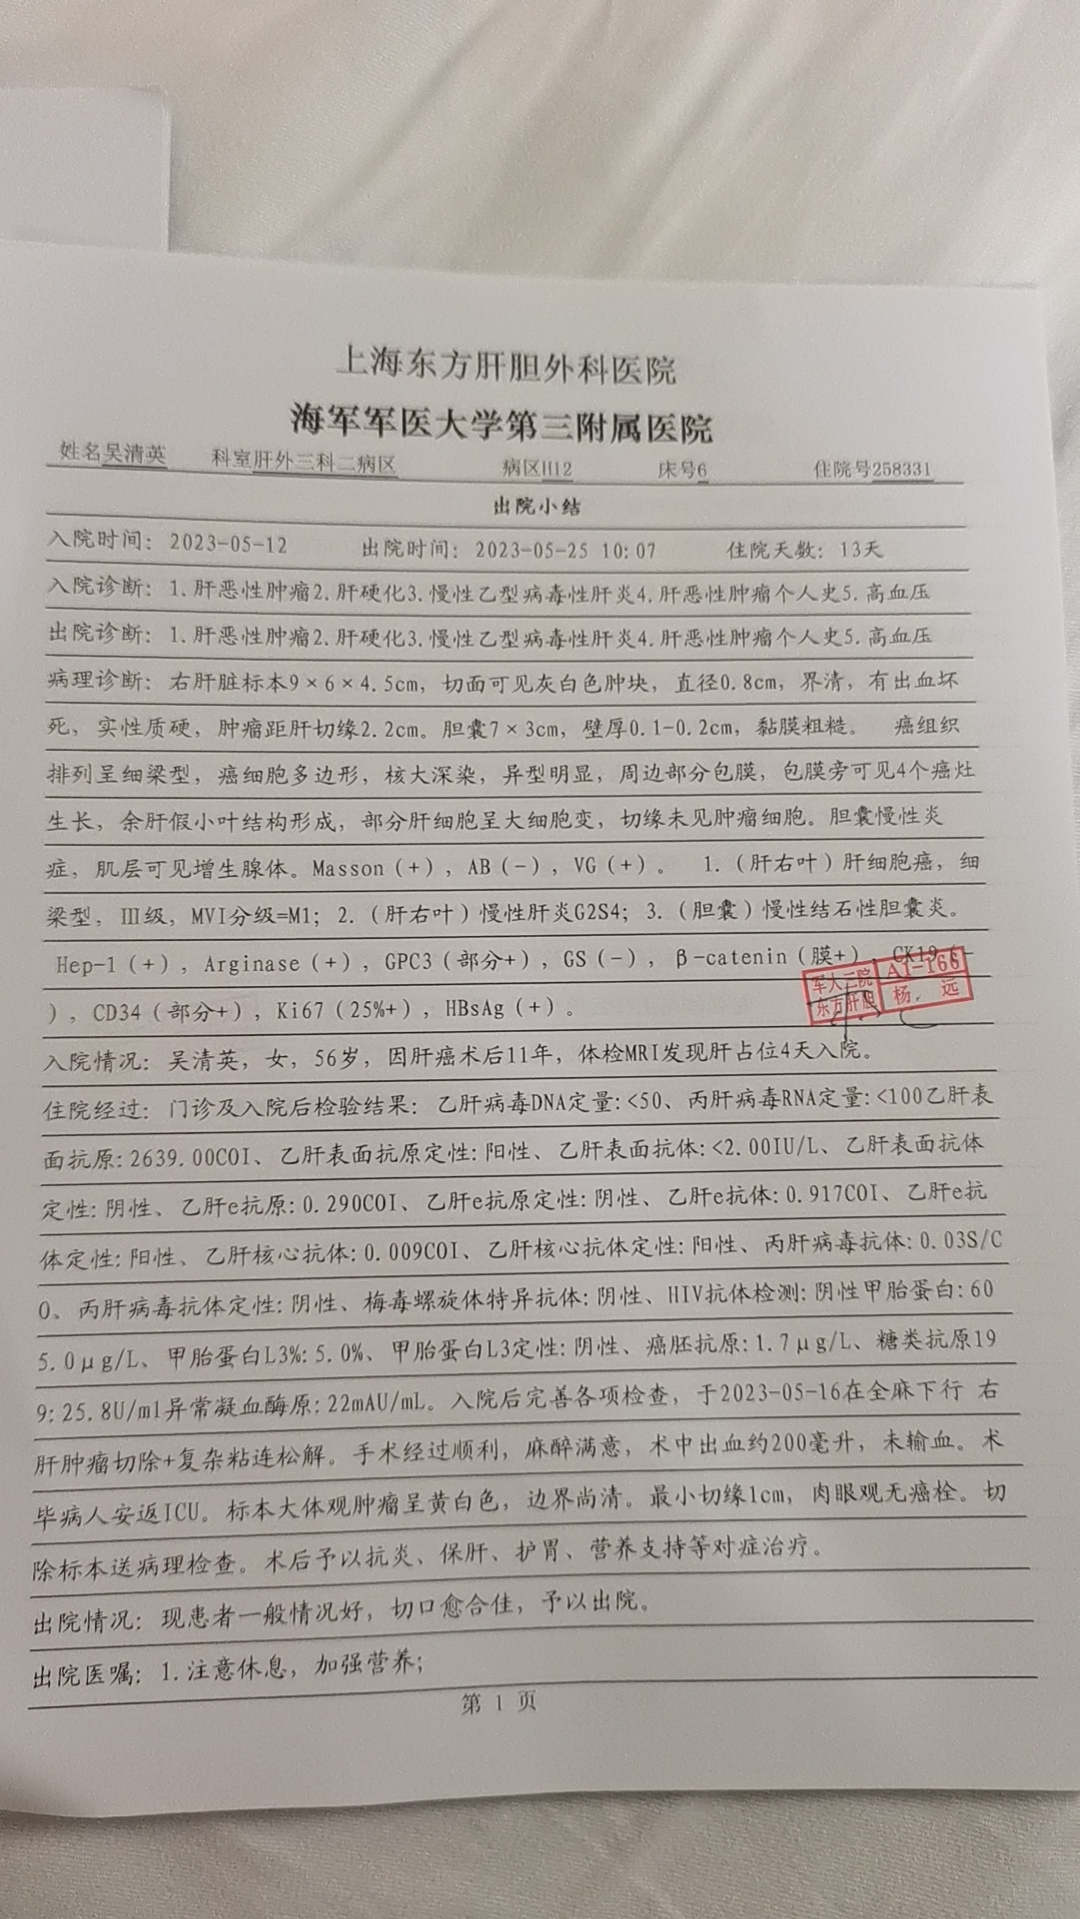 上海东方肝胆外科医院
海军军医大学第三附属医院
姓名吴清英 科室肝外三科二病区 病区H12 床号6 住院号258331
出院小结
入院时间: 2023-05-12 出院时间: 2023-05-25 10:07 住院天数: 13天
入院诊断: 1.肝恶性肿瘤2.肝硬化3.慢性乙型病毒性肝炎4.肝恶性肿瘤个人史5.高血压
出院诊断: 1.肝恶性肿瘤2.肝硬化3.慢性乙型病毒性肝炎4.肝恶性肿瘤个人史5.高血压
病理诊断: 右肝脏标本9×6×4.5cm, 切面可见灰白色肿块, 直径0.8cm, 界清, 有出血坏
死, 实性质硬, 肿瘤距肝切缘2.2cm。胆囊7×3cm, 壁厚0.1-0.2cm, 黏膜粗糙。 癌组织
排列呈细梁型, 癌细胞多边形, 核大深染, 异型明显, 周边部分包膜, 包膜旁可见4个癌灶
生长, 余肝假小叶结构形成, 部分肝细胞呈大细胞变, 切缘未见肿瘤细胞。胆囊慢性炎
症, 肌层可见增生腺体。Masson(+), AB(-), VG(+)。 1.(肝右叶)肝细胞癌, 细
梁型, Ⅲ级, MVI分级=M1; 2.(肝右叶)慢性肝炎G2S4; 3.(胆囊)慢性结石性胆囊炎。
Hep-1(+), Arginase(+), GPC3(部分+), GS(-), β-catenin(膜+), CK19(-
), CD34(部分+), Ki67(25%+), HBsAg(+)。
军大三院 东方肝胆 A1-166 杨远
入院情况: 吴清英, 女, 56岁, 因肝癌术后11年, 体检MRI发现肝占位4天入院。
住院经过: 门诊及入院后检验结果: 乙肝病毒DNA定量:<50、丙肝病毒RNA定量:<100乙肝表
面抗原:2639.00COI、乙肝表面抗原定性:阳性、乙肝表面抗体:<2.00IU/L、乙肝表面抗体
定性:阴性、乙肝e抗原:0.290COI、乙肝e抗原定性:阴性、乙肝e抗体:0.917COI、乙肝e抗
体定性:阳性、乙肝核心抗体:0.009COI、乙肝核心抗体定性:阳性、丙肝病毒抗体:0.03S/C
O、丙肝病毒抗体定性:阴性、梅毒螺旋体特异抗体:阴性、HIV抗体检测:阴性甲胎蛋白:60
5.0μg/L、甲胎蛋白L3%:5.0%、甲胎蛋白L3定性:阴性、癌胚抗原:1.7μg/L、糖类抗原19
9:25.8U/ml异常凝血酶原:22mAU/mL。入院后完善各项检查, 于2023-05-16在全麻下行 右
肝肿瘤切除+复杂粘连松解。手术经过顺利, 麻醉满意, 术中出血约200毫升, 未输血。术
毕病人安返ICU。标本大体观肿瘤呈黄白色, 边界尚清。最小切缘1cm, 肉眼观无癌栓。切
除标本送病理检查。术后予以抗炎、保肝、护胃、营养支持等对症治疗。
出院情况: 现患者一般情况好, 切口愈合佳, 予以出院。
出院医嘱: 1.注意休息, 加强营养;
第 1 页